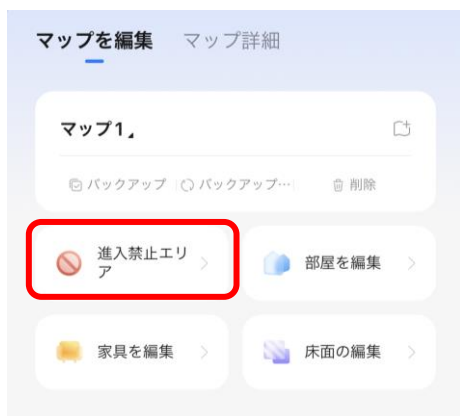 マップを編集 マップ詳細
マップ1
バックアップ バックアップ… 削除
進入禁止エリ
ア
部屋を編集
家具を編集
床面の編集